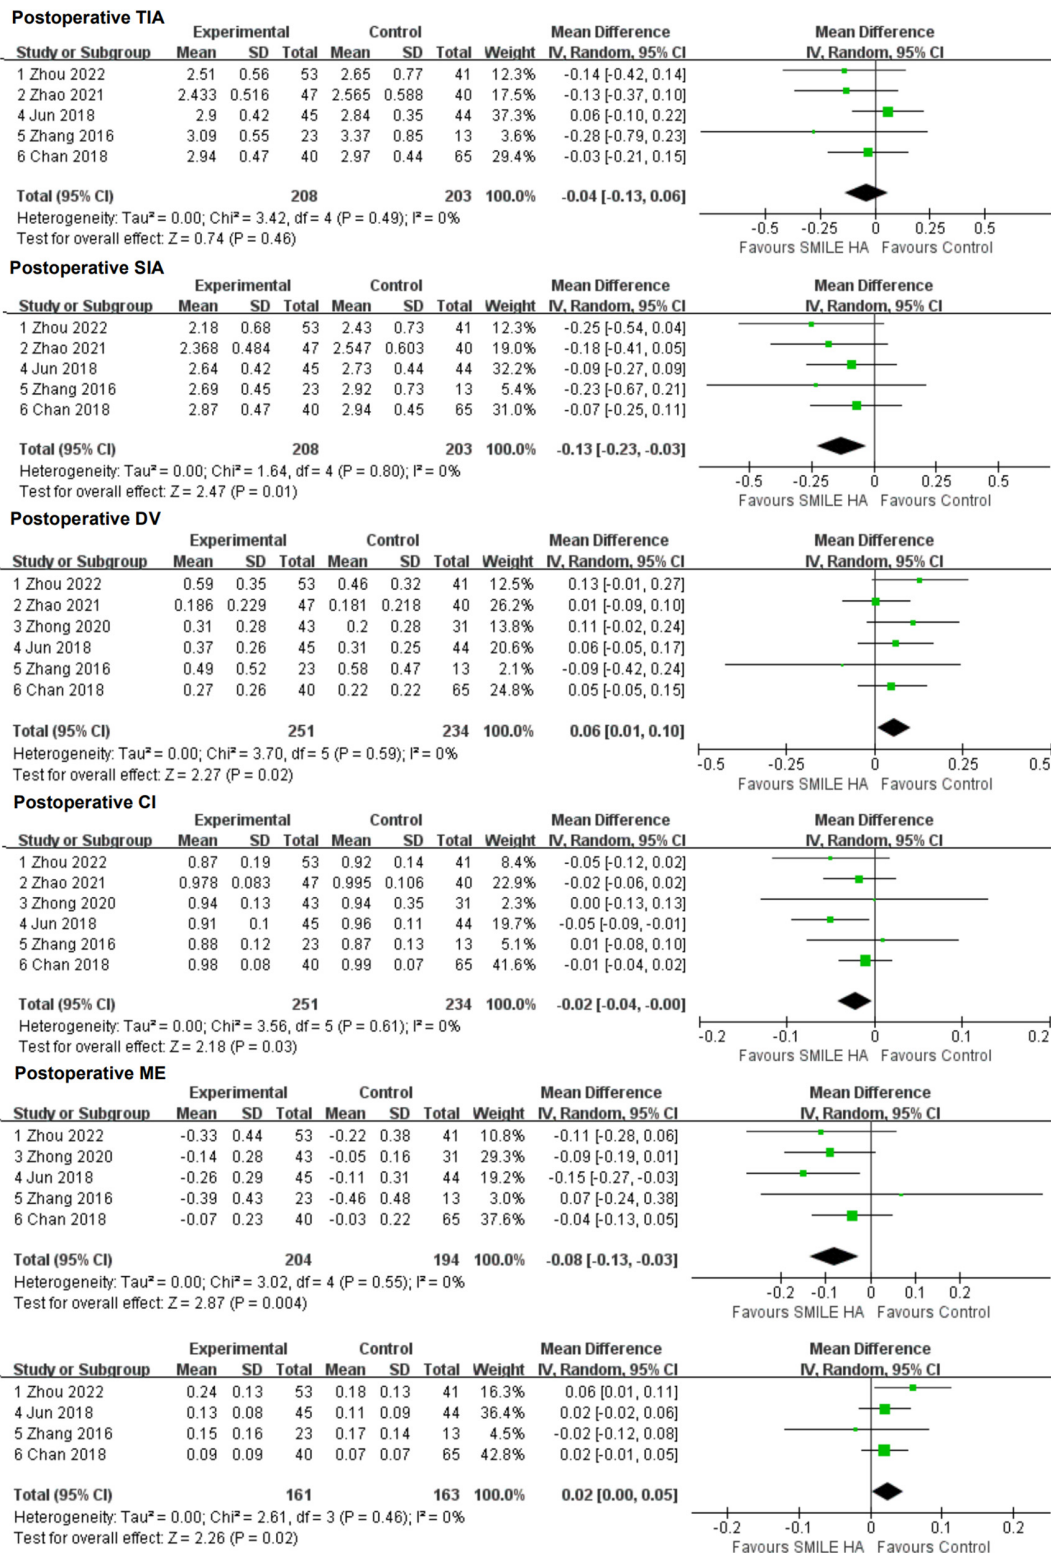 Postoperative TIA
Experimental Control Mean Difference Mean Difference
Study or Subgroup Mean SD Total Mean SD Total Weight IV, Random, 95% CI IV, Random, 95% CI
1 Zhou 2022 2.51 0.56 53 2.65 0.77 41 12.3% -0.14 [-0.42, 0.14]
2 Zhao 2021 2.433 0.516 47 2.565 0.588 40 17.5% -0.13 [-0.37, 0.10]
4 Jun 2018 2.9 0.42 45 2.84 0.35 44 37.3% 0.06 [-0.10, 0.22]
5 Zhang 2016 3.09 0.55 23 3.37 0.85 13 3.6% -0.28 [-0.79, 0.23]
6 Chan 2018 2.94 0.47 40 2.97 0.44 65 29.4% -0.03 [-0.21, 0.15]
Total (95% CI) 208 203 100.0% -0.04 [-0.13, 0.06]
Heterogeneity: Tau² = 0.00; Chi² = 3.42, df = 4 (P = 0.49); I² = 0%
Test for overall effect: Z = 0.74 (P = 0.46)
-0.5 -0.25 0 0.25 0.5
Favours SMILE HA Favours Control
Postoperative SIA
Experimental Control Mean Difference Mean Difference
Study or Subgroup Mean SD Total Mean SD Total Weight IV, Random, 95% CI IV, Random, 95% CI
1 Zhou 2022 2.18 0.68 53 2.43 0.73 41 12.3% -0.25 [-0.54, 0.04]
2 Zhao 2021 2.368 0.484 47 2.547 0.603 40 19.0% -0.18 [-0.41, 0.05]
4 Jun 2018 2.64 0.42 45 2.73 0.44 44 32.2% -0.09 [-0.27, 0.09]
5 Zhang 2016 2.69 0.45 23 2.92 0.73 13 5.4% -0.23 [-0.67, 0.21]
6 Chan 2018 2.87 0.47 40 2.94 0.45 65 31.0% -0.07 [-0.25, 0.11]
Total (95% CI) 208 203 100.0% -0.13 [-0.23, -0.03]
Heterogeneity: Tau² = 0.00; Chi² = 1.64, df = 4 (P = 0.80); I² = 0%
Test for overall effect: Z = 2.47 (P = 0.01)
-0.5 -0.25 0 0.25 0.5
Favours SMILE HA Favours Control
Postoperative DV
Experimental Control Mean Difference Mean Difference
Study or Subgroup Mean SD Total Mean SD Total Weight IV, Random, 95% CI IV, Random, 95% CI
1 Zhou 2022 0.59 0.35 53 0.46 0.32 41 12.5% 0.13 [-0.01, 0.27]
2 Zhao 2021 0.186 0.229 47 0.181 0.218 40 26.2% 0.01 [-0.09, 0.10]
3 Zhong 2020 0.31 0.28 43 0.2 0.28 31 13.8% 0.11 [-0.02, 0.24]
4 Jun 2018 0.37 0.26 45 0.31 0.25 44 20.6% 0.06 [-0.05, 0.17]
5 Zhang 2016 0.49 0.52 23 0.58 0.47 13 2.1% -0.09 [-0.42, 0.24]
6 Chan 2018 0.27 0.26 40 0.22 0.22 65 24.8% 0.05 [-0.05, 0.15]
Total (95% CI) 251 234 100.0% 0.06 [0.01, 0.10]
Heterogeneity: Tau² = 0.00; Chi² = 3.70, df = 5 (P = 0.59); I² = 0%
Test for overall effect: Z = 2.27 (P = 0.02)
-0.5 -0.25 0 0.25 0.5
Favours SMILE HA Favours Control
Postoperative CI
Experimental Control Mean Difference Mean Difference
Study or Subgroup Mean SD Total Mean SD Total Weight IV, Random, 95% CI IV, Random, 95% CI
1 Zhou 2022 0.87 0.19 53 0.92 0.14 41 8.4% -0.05 [-0.12, 0.02]
2 Zhao 2021 0.978 0.083 47 0.995 0.106 40 22.9% -0.02 [-0.06, 0.02]
3 Zhong 2020 0.94 0.13 43 0.94 0.35 31 2.3% 0.00 [-0.13, 0.13]
4 Jun 2018 0.91 0.1 45 0.96 0.11 44 19.7% -0.05 [-0.09, -0.01]
5 Zhang 2016 0.88 0.12 23 0.87 0.13 13 5.1% 0.01 [-0.08, 0.10]
6 Chan 2018 0.98 0.08 40 0.99 0.07 65 41.6% -0.01 [-0.04, 0.02]
Total (95% CI) 251 234 100.0% -0.02 [-0.04, -0.00]
Heterogeneity: Tau² = 0.00; Chi² = 3.56, df = 5 (P = 0.61); I² = 0%
Test for overall effect: Z = 2.18 (P = 0.03)
-0.2 -0.1 0 0.1 0.2
Favours SMILE HA Favours Control
Postoperative ME
Experimental Control Mean Difference Mean Difference
Study or Subgroup Mean SD Total Mean SD Total Weight IV, Random, 95% CI IV, Random, 95% CI
1 Zhou 2022 -0.33 0.44 53 -0.22 0.38 41 10.8% -0.11 [-0.28, 0.06]
3 Zhong 2020 -0.14 0.28 43 -0.05 0.16 31 29.3% -0.09 [-0.19, 0.01]
4 Jun 2018 -0.26 0.29 45 -0.11 0.31 44 19.2% -0.15 [-0.27, -0.03]
5 Zhang 2016 -0.39 0.43 23 -0.46 0.48 13 3.0% 0.07 [-0.24, 0.38]
6 Chan 2018 -0.07 0.23 40 -0.03 0.22 65 37.6% -0.04 [-0.13, 0.05]
Total (95% CI) 204 194 100.0% -0.08 [-0.13, -0.03]
Heterogeneity: Tau² = 0.00; Chi² = 3.02, df = 4 (P = 0.55); I² = 0%
Test for overall effect: Z = 2.87 (P = 0.004)
-0.2 -0.1 0 0.1 0.2
Favours SMILE HA Favours Control
Experimental Control Mean Difference Mean Difference
Study or Subgroup Mean SD Total Mean SD Total Weight IV, Random, 95% CI IV, Random, 95% CI
1 Zhou 2022 0.24 0.13 53 0.18 0.13 41 16.3% 0.06 [0.01, 0.11]
4 Jun 2018 0.13 0.08 45 0.11 0.09 44 36.4% 0.02 [-0.02, 0.06]
5 Zhang 2016 0.15 0.16 23 0.17 0.14 13 4.5% -0.02 [-0.12, 0.08]
6 Chan 2018 0.09 0.09 40 0.07 0.07 65 42.8% 0.02 [-0.01, 0.05]
Total (95% CI) 161 163 100.0% 0.02 [0.00, 0.05]
Heterogeneity: Tau² = 0.00; Chi² = 2.61, df = 3 (P = 0.46); I² = 0%
Test for overall effect: Z = 2.26 (P = 0.02)
-0.2 -0.1 0 0.1 0.2
Favours SMILE HA Favours Control